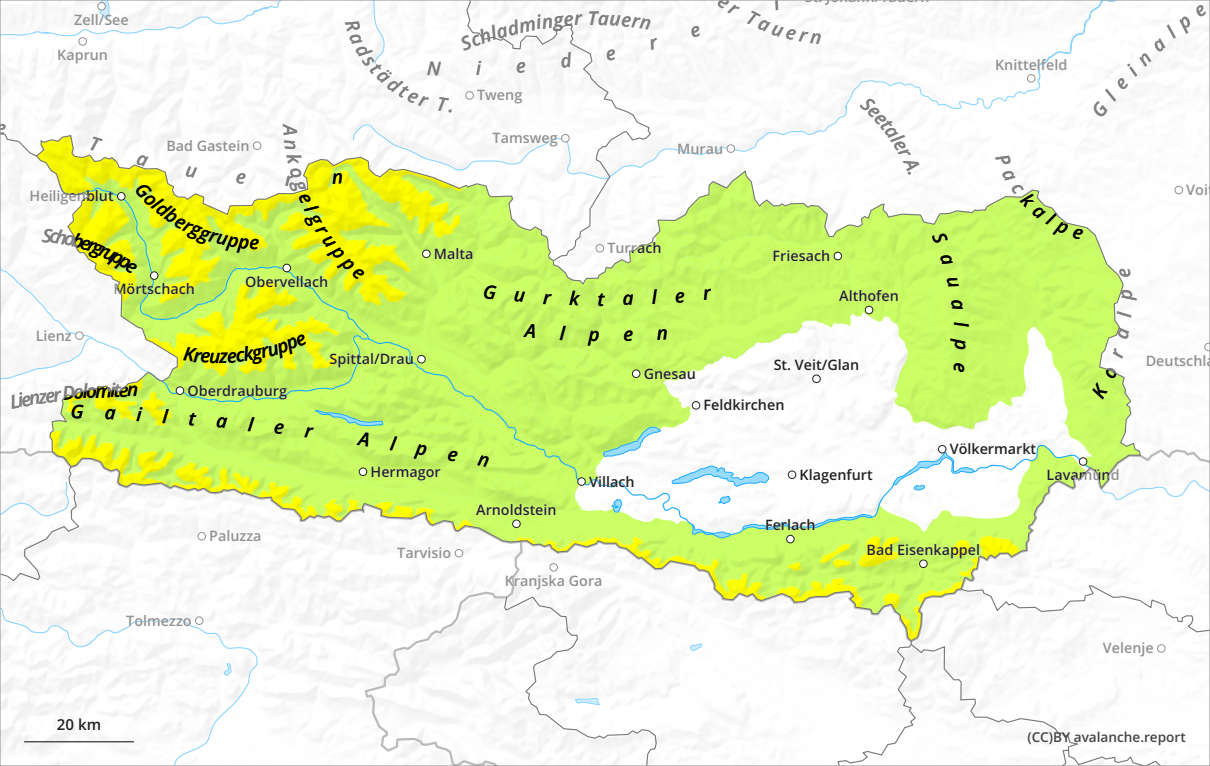 Zell/See
Kaprun
Schladminger Tauern
Radstädter T.
Niedere
Tweng
Tamsweg
Murau
Knittelfeld
Gleinalpe
Seetaler A.
Packalpe
Tauern
Bad Gastein
Ankogelgruppe
Heiligenblut
Goldberggruppe
Schobergruppe
Mörtschach
Obervellach
Malta
Turrach
Friesach
Saualpe
Gurktaler
Alpen
Althofen
Koralpe
Lienz
Kreuzeckgruppe
Spittal/Drau
Gnesau
St. Veit/Glan
Lienzer Dolomiten
Oberdrauburg
Feldkirchen
Gailtaler Alpen
Hermagor
Villach
Klagenfurt
Völkermarkt
Lavamünd
Arnoldstein
Ferlach
Paluzza
Tarvisio
Kranjska Gora
Bad Eisenkappel
Tolmezzo
Velenje
20 km
(CC)BY avalanche.report